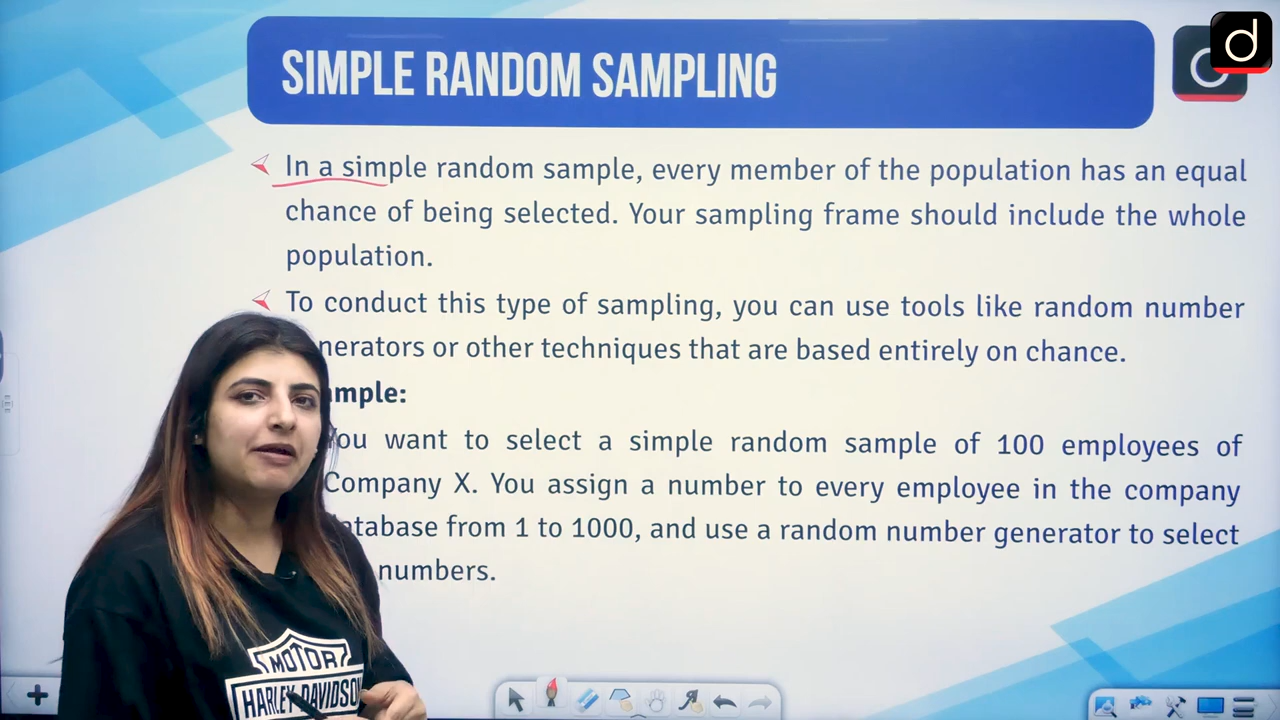 SIMPLE RANDOM SAMPLING
d
In a simple random sample, every member of the population has an equal
chance of being selected. Your sampling frame should include the whole
population.
To conduct this type of sampling, you can use tools like random number
nerators or other techniques that are based entirely on chance.
mple:
You want to select a simple random sample of 100 employees of
Company X. You assign a number to every employee in the company
atabase from 1 to 1000, and use a random number generator to select
numbers.
MOTOR
HARLEY-DAVIDSON